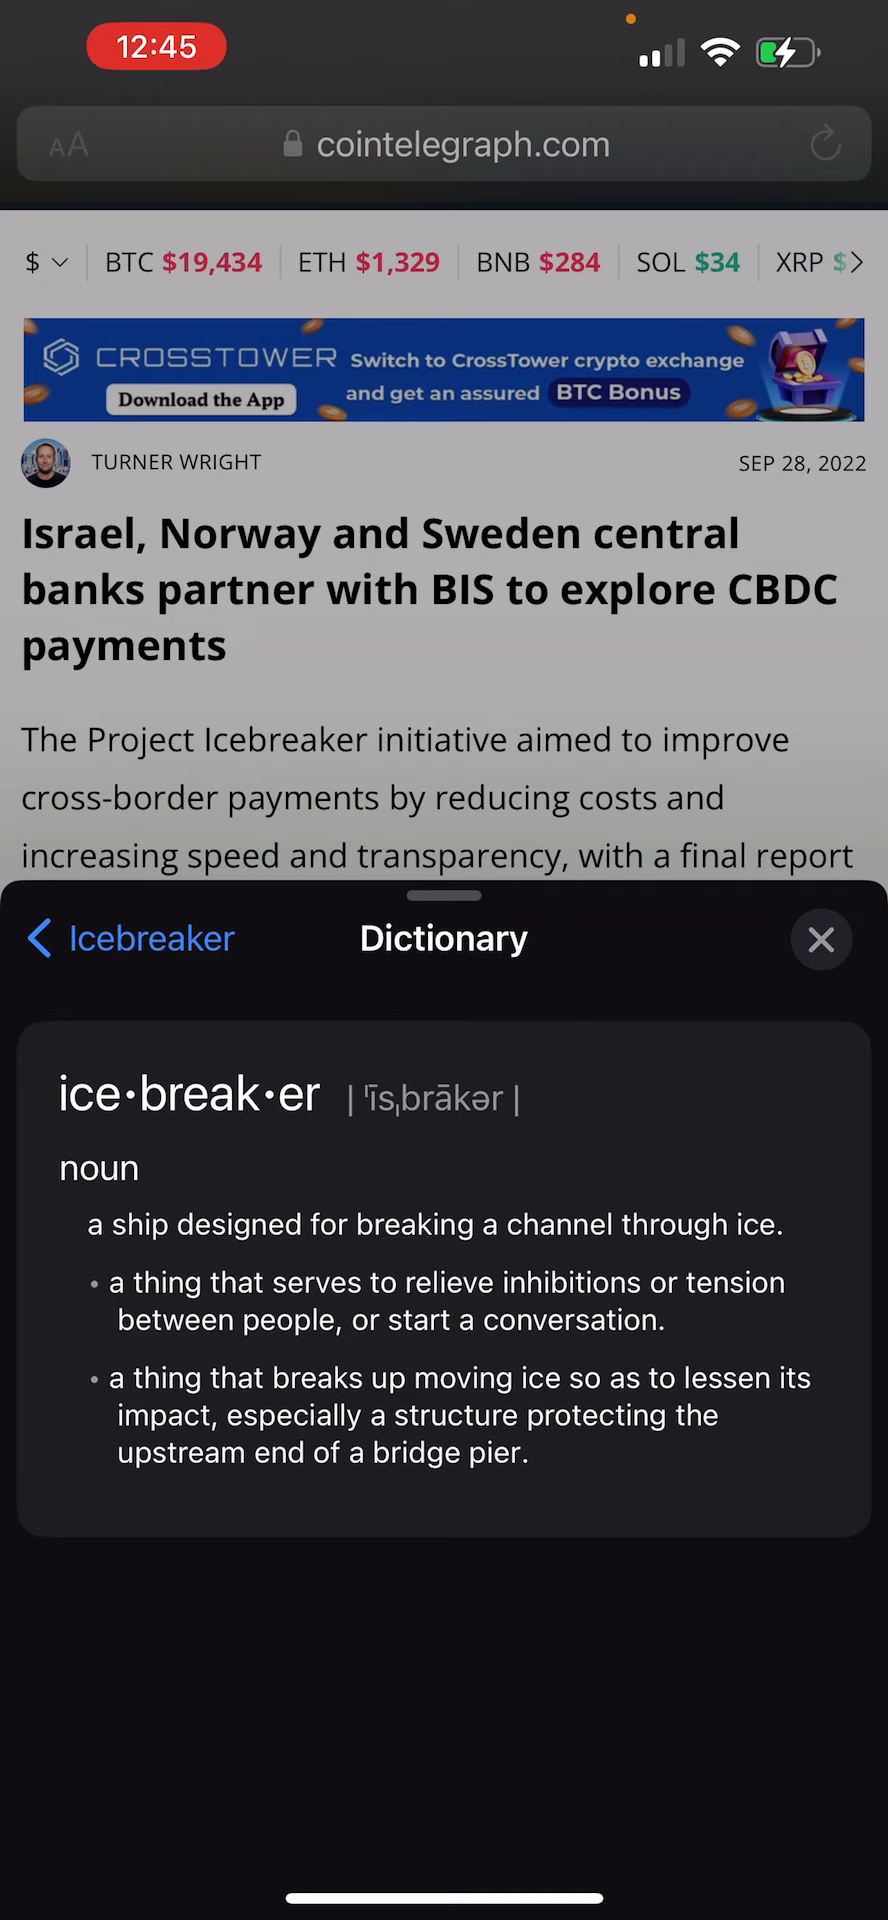 12:45
AA cointelegraph.com
$ BTC $19,434 ETH $1,329 BNB $284 SOL $34 XRP $
CROSSTOWER Switch to CrossTower crypto exchange
Download the App and get an assured BTC Bonus
TURNER WRIGHT SEP 28, 2022
Israel, Norway and Sweden central
banks partner with BIS to explore CBDC
payments
The Project Icebreaker initiative aimed to improve
cross-border payments by reducing costs and
increasing speed and transparency, with a final report
Icebreaker Dictionary
ice•break•er | ˈīsˌbrākər |
noun
a ship designed for breaking a channel through ice.
• a thing that serves to relieve inhibitions or tension
between people, or start a conversation.
• a thing that breaks up moving ice so as to lessen its
impact, especially a structure protecting the
upstream end of a bridge pier.